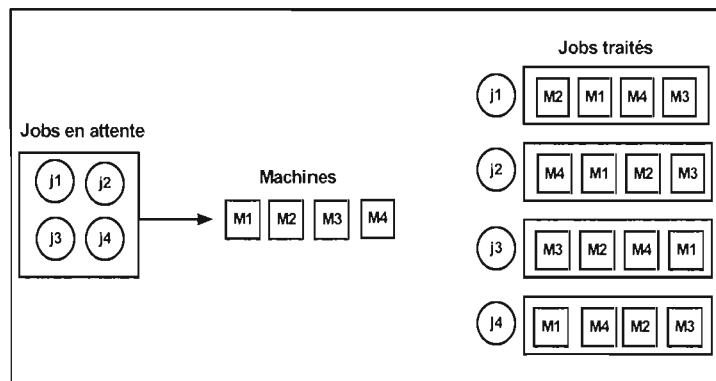 Jobs traités
j1 M2 M1 M4 M3
Jobs en attente
j1 j2
j3 j4
Machines
M1 M2 M3 M4
j2 M4 M1 M2 M3
j3 M3 M2 M4 M1
j4 M1 M4 M2 M3